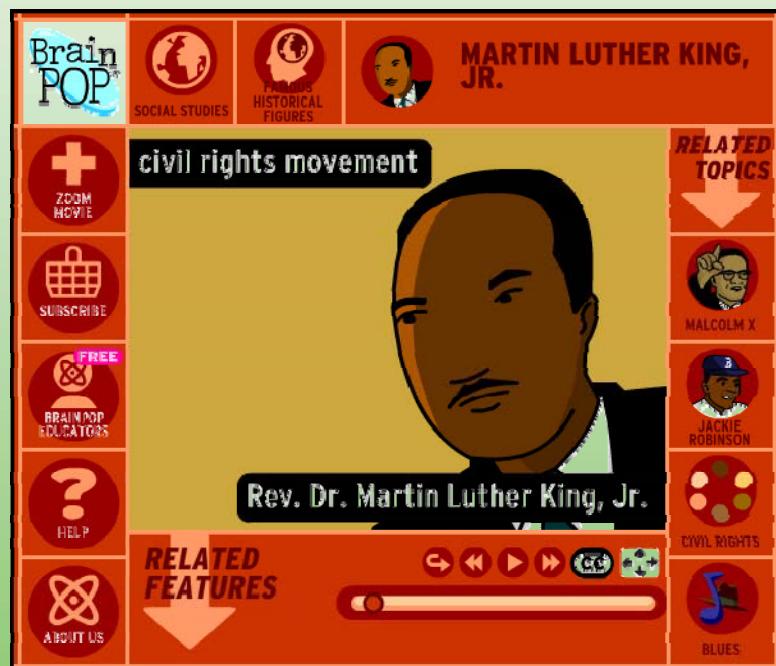 Brain
POP
SOCIAL STUDIES
FAMOUS
HISTORICAL
FIGURES
MARTIN LUTHER KING,
JR.
ZOOM
MOVIE
SUBSCRIBE
FREE
BRAINPOP
EDUCATORS
HELP
ABOUT US
civil rights movement
Rev. Dr. Martin Luther King, Jr.
RELATED
FEATURES
CC
RELATED
TOPICS
MALCOLM X
B
JACKIE
ROBINSON
CIVIL RIGHTS
BLUES